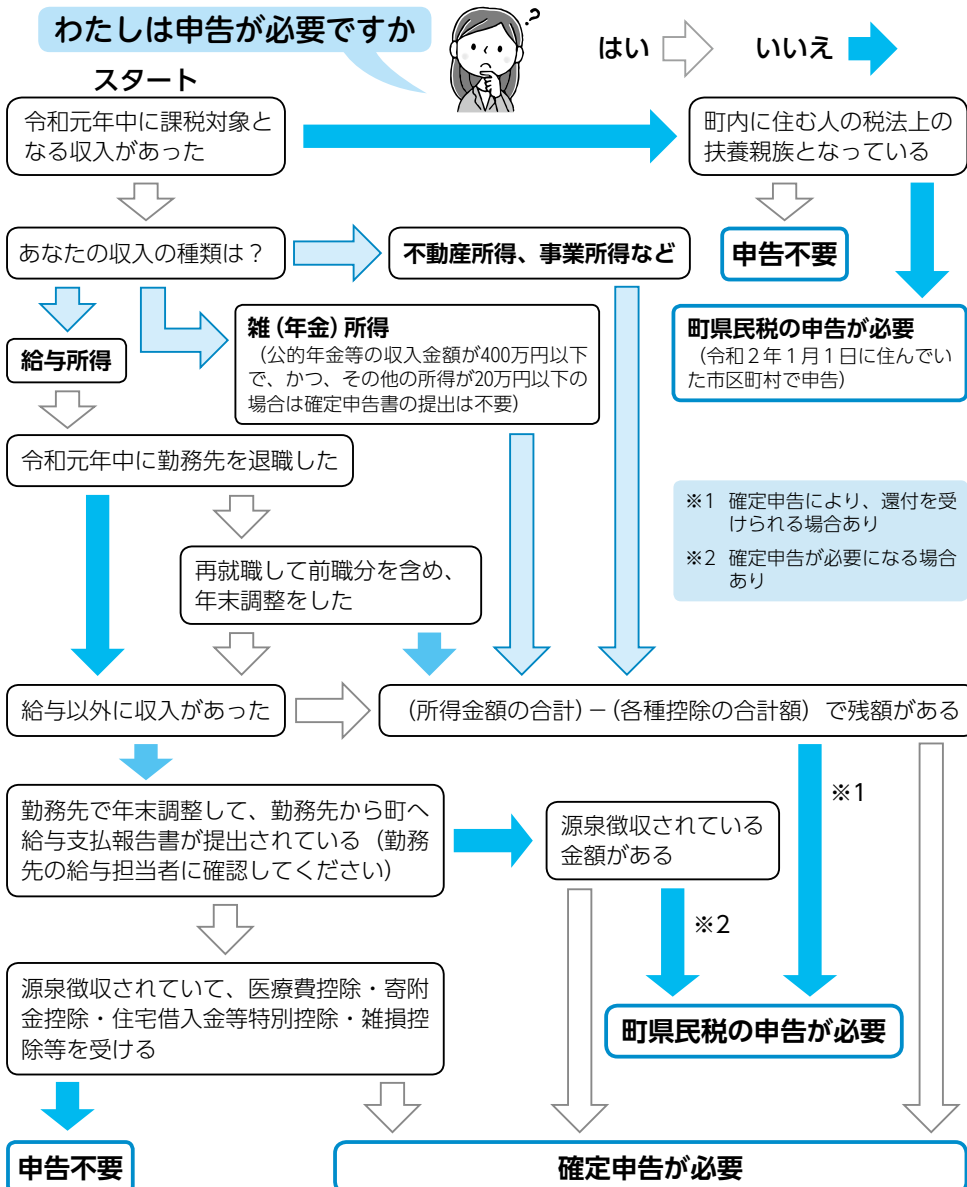 わたしは申告が必要ですか
?
はい
いいえ
スタート
令和元年中に課税対象と
なる収入があった
町内に住む人の税法上の
扶養親族となっている
あなたの収入の種類は？
不動産所得、事業所得など
申告不要
給与所得
雑（年金）所得
（公的年金等の収入金額が400万円以下
で、かつ、その他の所得が20万円以下の
場合は確定申告書の提出は不要）
町県民税の申告が必要
（令和２年１月１日に住んでい
た市区町村で申告）
令和元年中に勤務先を退職した
※1 確定申告により、還付を受
けられる場合あり
※2 確定申告が必要になる場合
あり
再就職して前職分を含め、
年末調整をした
給与以外に収入があった
（所得金額の合計）－（各種控除の合計額）で残額がある
※1
勤務先で年末調整して、勤務先から町へ
給与支払報告書が提出されている（勤務
先の給与担当者に確認してください）
源泉徴収されている
金額がある
※2
源泉徴収されていて、医療費控除・寄附
金控除・住宅借入金等特別控除・雑損控
除等を受ける
町県民税の申告が必要
申告不要
確定申告が必要